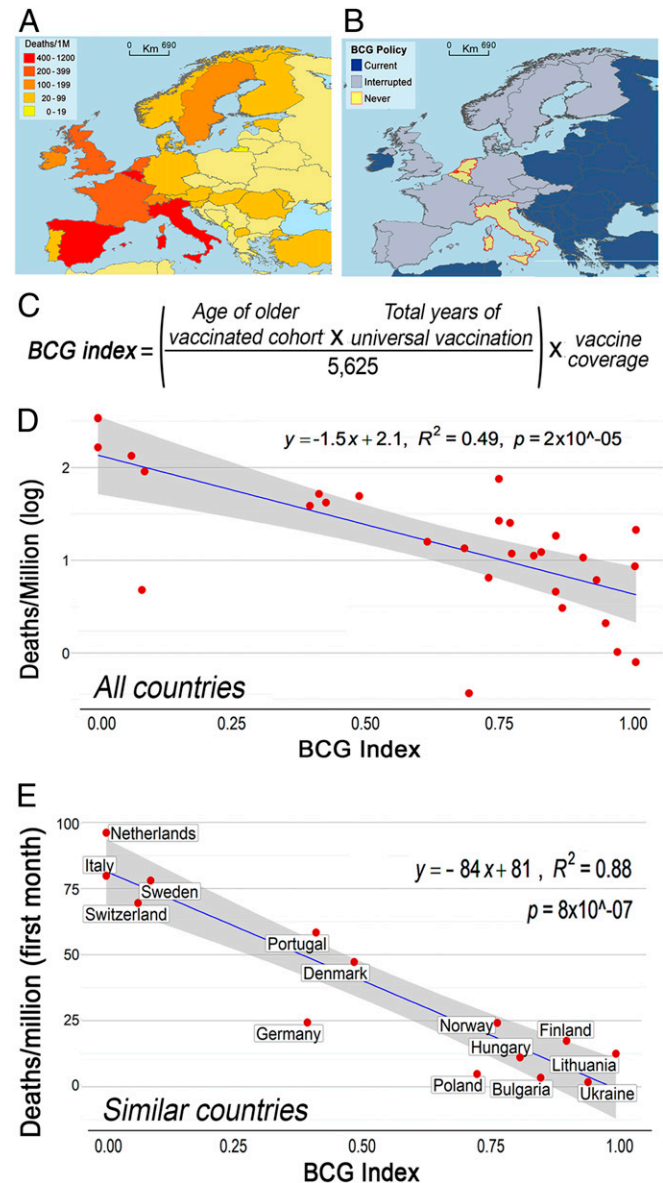 A
Deaths/1M
400 - 1200
200 - 399
100 - 199
20 - 99
0 - 19
0 Km 690
B
BCG Policy
Current
Interrupted
Never
0 Km 690
C
BCG index = ( Age of older vaccinated cohort X Total years of universal vaccination / 5,625 ) X vaccine coverage
D
y = -1.5x + 2.1, R² = 0.49, p = 2x10^-05
Deaths/Million (log)
2
1
0
All countries
0.00 0.25 0.50 0.75 1.00
BCG Index
E
Deaths/million (first month)
100
75
50
25
0
y = - 84x + 81 , R² = 0.88
p = 8x10^-07
Netherlands
Italy
Sweden
Switzerland
Portugal
Denmark
Germany
Norway
Finland
Hungary
Lithuania
Poland
Bulgaria
Ukraine
Similar countries
0.00 0.25 0.50 0.75 1.00
BCG Index